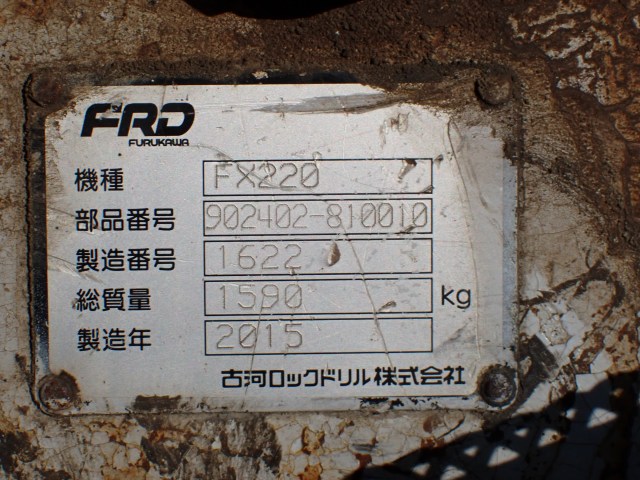 FRD
FURUKAWA
機種 FX220
部品番号 902402-810010
製造番号 1622
総質量 1590 kg
製造年 2015
古河ロックドリル株式会社